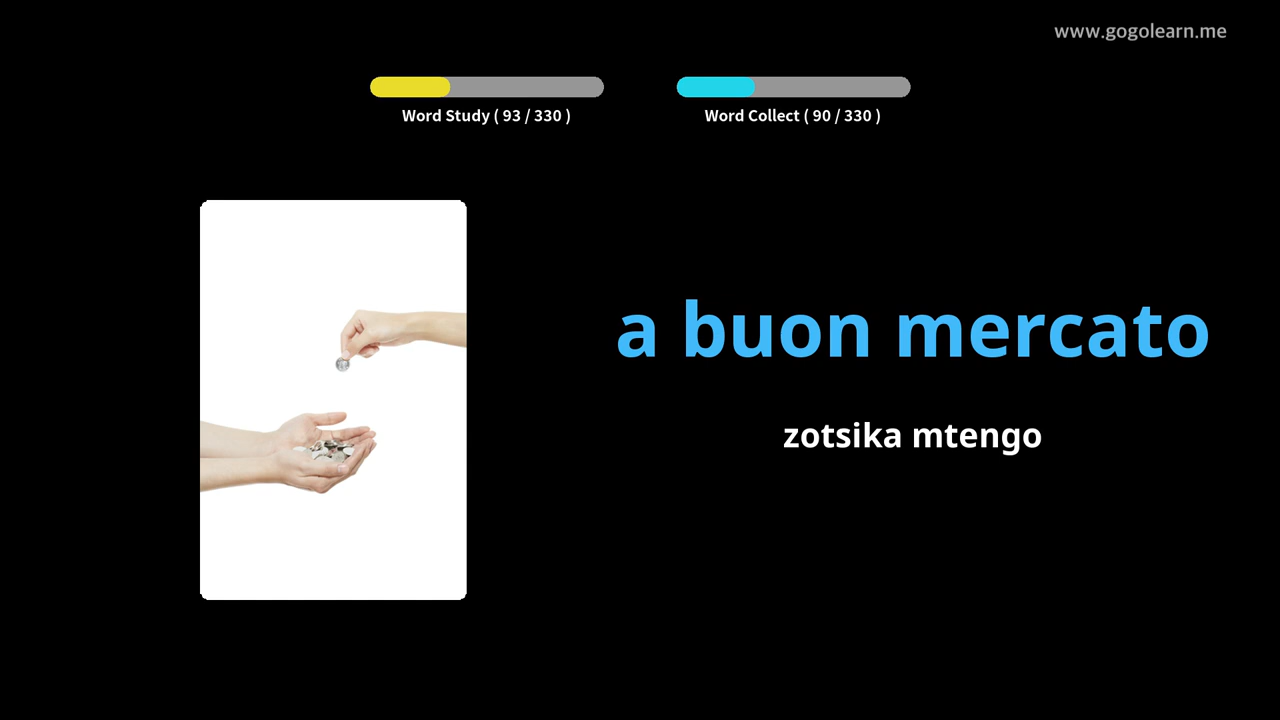 www.gogolearn.me
Word Study ( 93 / 330 )
Word Collect ( 90 / 330 )
a buon mercato
zotsika mtengo